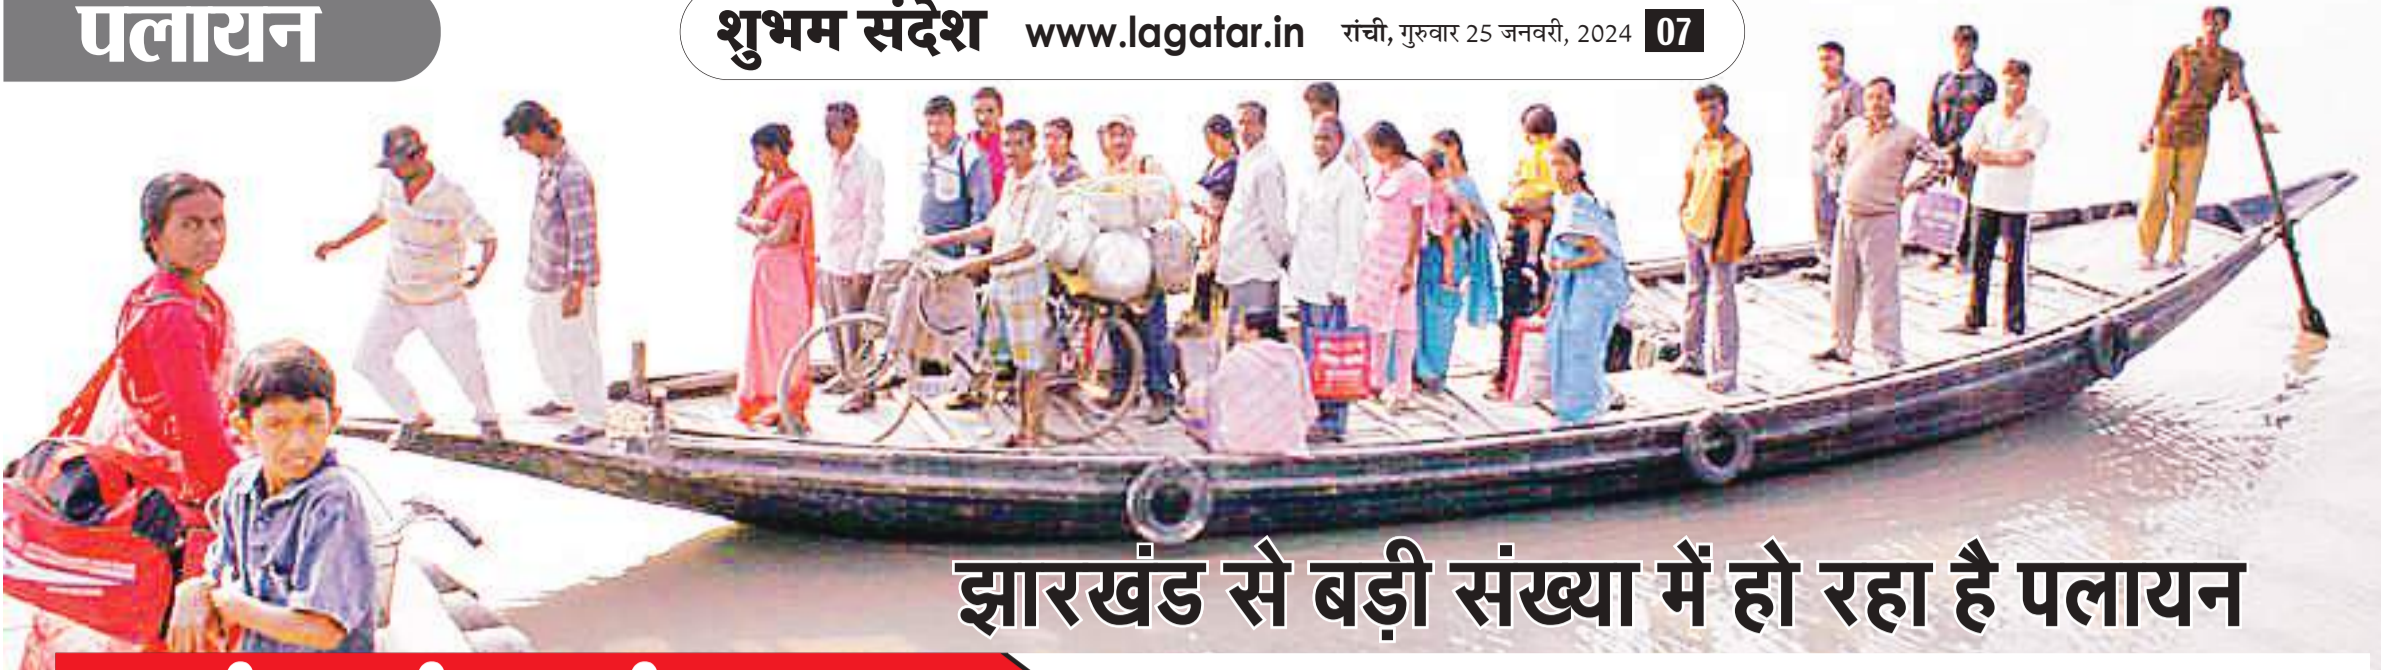 पलायन
शुभम संदेश www.lagatar.in रांची, गुरुवार 25 जनवरी, 2024 07
झारखंड से बड़ी संख्या में हो रहा है पलायन